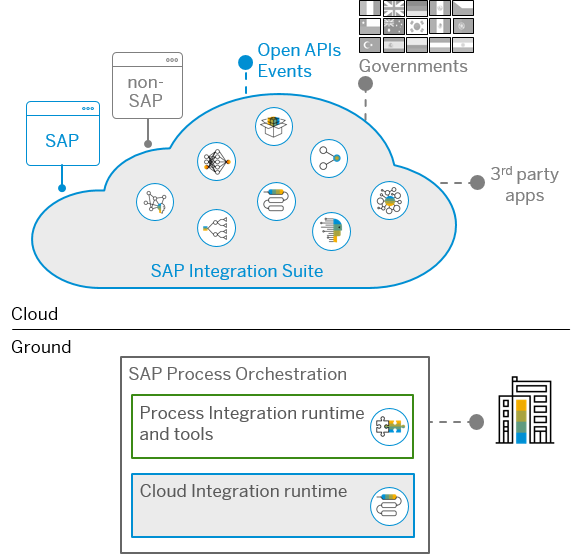 Open APIs
Events
Governments
non-
SAP
SAP
3rd party
apps
SAP Integration Suite
Cloud
Ground
SAP Process Orchestration
Process Integration runtime
and tools
Cloud Integration runtime